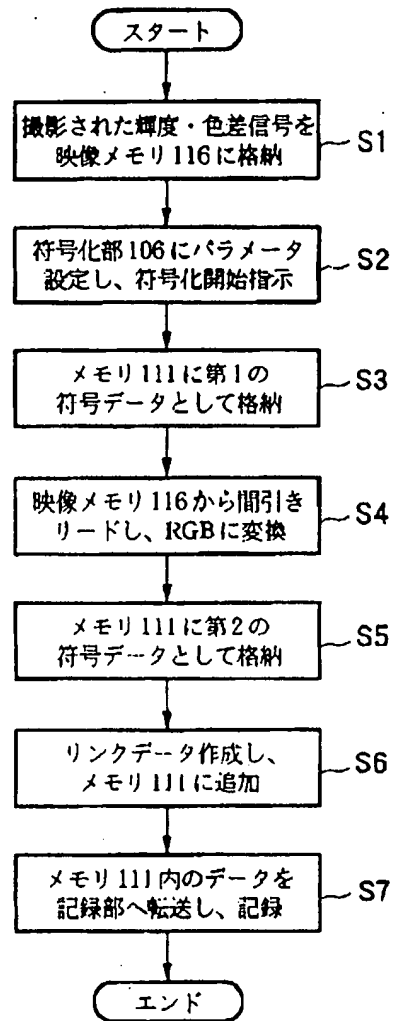 スタート
撮影された輝度・色差信号を
映像メモリ116に格納
S1
符号化部106にパラメータ
設定し、符号化開始指示
S2
メモリ111に第1の
符号データとして格納
S3
映像メモリ116から間引き
リードし、RGBに変換
S4
メモリ111に第2の
符号データとして格納
S5
リンクデータ作成し、
メモリ111に追加
S6
メモリ111内のデータを
記録部へ転送し、記録
S7
エンド